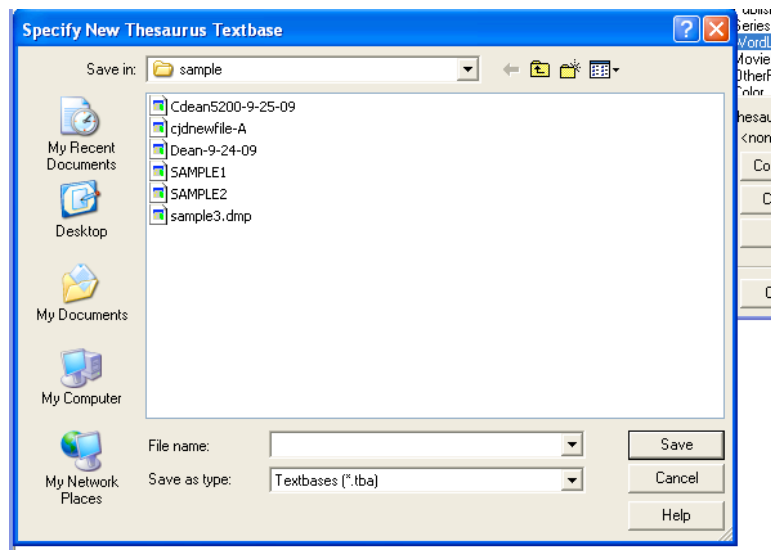 Specify New Thesaurus Textbase
Save in:
sample
My Recent
Documents
Desktop
My Documents
My Computer
My Network
Places
Cdean5200-9-25-09
cjdnewfile-A
Dean-9-24-09
SAMPLE1
SAMPLE2
sample3.dmp
File name:
Save as type:
Textbases (*.tba)
Save
Cancel
Help
Series
Movie